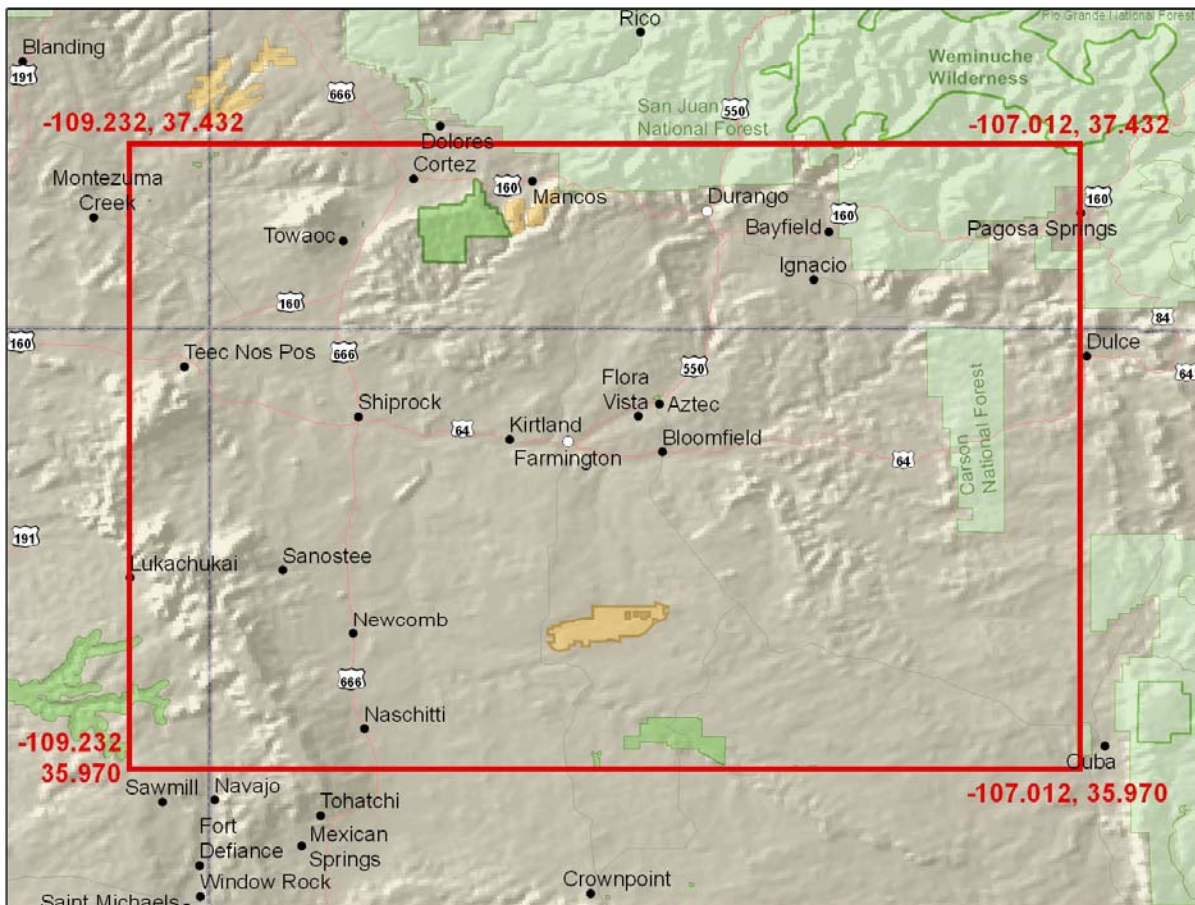 Rico
Rio Grande National Forest
Blanding
191
Weminuche
Wilderness
666
San Juan
National Forest
550
-109.232, 37.432
-107.012, 37.432
Dolores
Cortez
Montezuma
Creek
160
Mancos
Durango
160
Bayfield
160
Pagosa Springs
Towaoc
Ignacio
160
84
160
Teec Nos Pos
666
550
Dulce
64
Flora
Vista
Aztec
Shiprock
64
Kirtland
Farmington
Bloomfield
64
Carson
National Forest
191
Lukachukai
Sanostee
Newcomb
666
Naschitti
-109.232
35.970
Cuba
-107.012, 35.970
Sawmill
Navajo
Tohatchi
Fort
Defiance
Mexican
Springs
Window Rock
Crownpoint
Saint Michaels